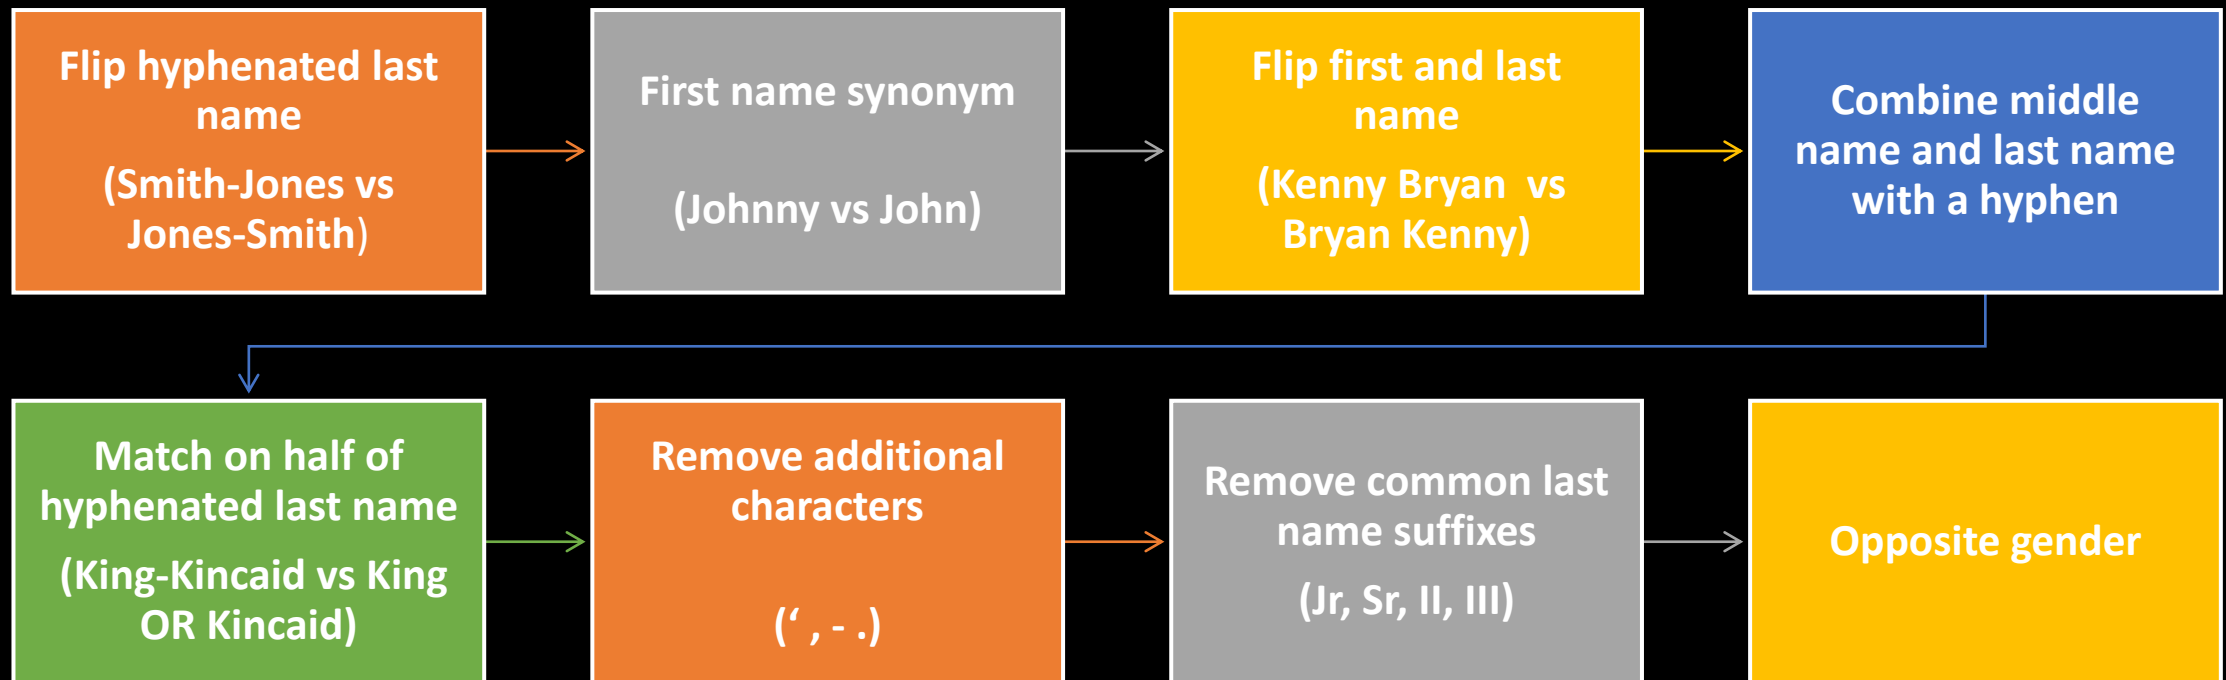 Flip hyphenated last
name
(Smith-Jones vs
Jones-Smith)
First name synonym
(Johnny vs John)
Flip first and last
name
(Kenny Bryan  vs
Bryan Kenny)
Combine middle
name and last name
with a hyphen
Match on half of
hyphenated last name
(King-Kincaid vs King
OR Kincaid)
Remove additional
characters
(‘ , - .)
Remove common last
name suffixes
(Jr, Sr, II, III)
Opposite gender